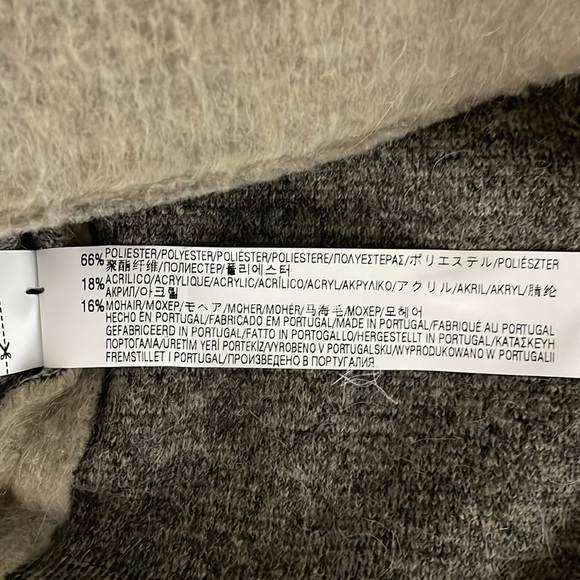 66% POLIESTER/POLYESTER/POLIÉSTER/POLIESTERE/ΠΟΛΥΕΣΤΕΡΑΣ/ポリエステル/POLIÉSZTER
聚酯纤维/ПОЛИЕСТЕР/폴리에스터
18% ACRILICO/ACRYLIQUE/ACRYLIC/ACRÍLICO/ACRYL/ΑΚΡΥΛΙΚΟ/アクリル/AKRIL/AKRYL/腈纶
АКРИЛ/아크릴
16% MOHAIR/МОХЕР/モヘア/MOHER/MOHÉR/马海毛/МОХЕР/모헤어
HECHO EN PORTUGAL/FABRICADO EM PORTUGAL/MADE IN PORTUGAL/FABRIQUÉ AU PORTUGAL
GEFABRICEERD IN PORTUGAL/FATTO IN PORTOGALLO/HERGESTELLT IN PORTUGAL/ΚΑΤΑΣΚΕΥΗ
ΠΟΡΤΟΓΑΛΙΑ/ÜRETİM YERİ PORTEKİZ/VYROBENO V PORTUGALSKU/WYPRODUKOWANO W PORTUGALII
FREMSTILLET I PORTUGAL/ПРОИЗВЕДЕНО В ПОРТУГАЛИЯ